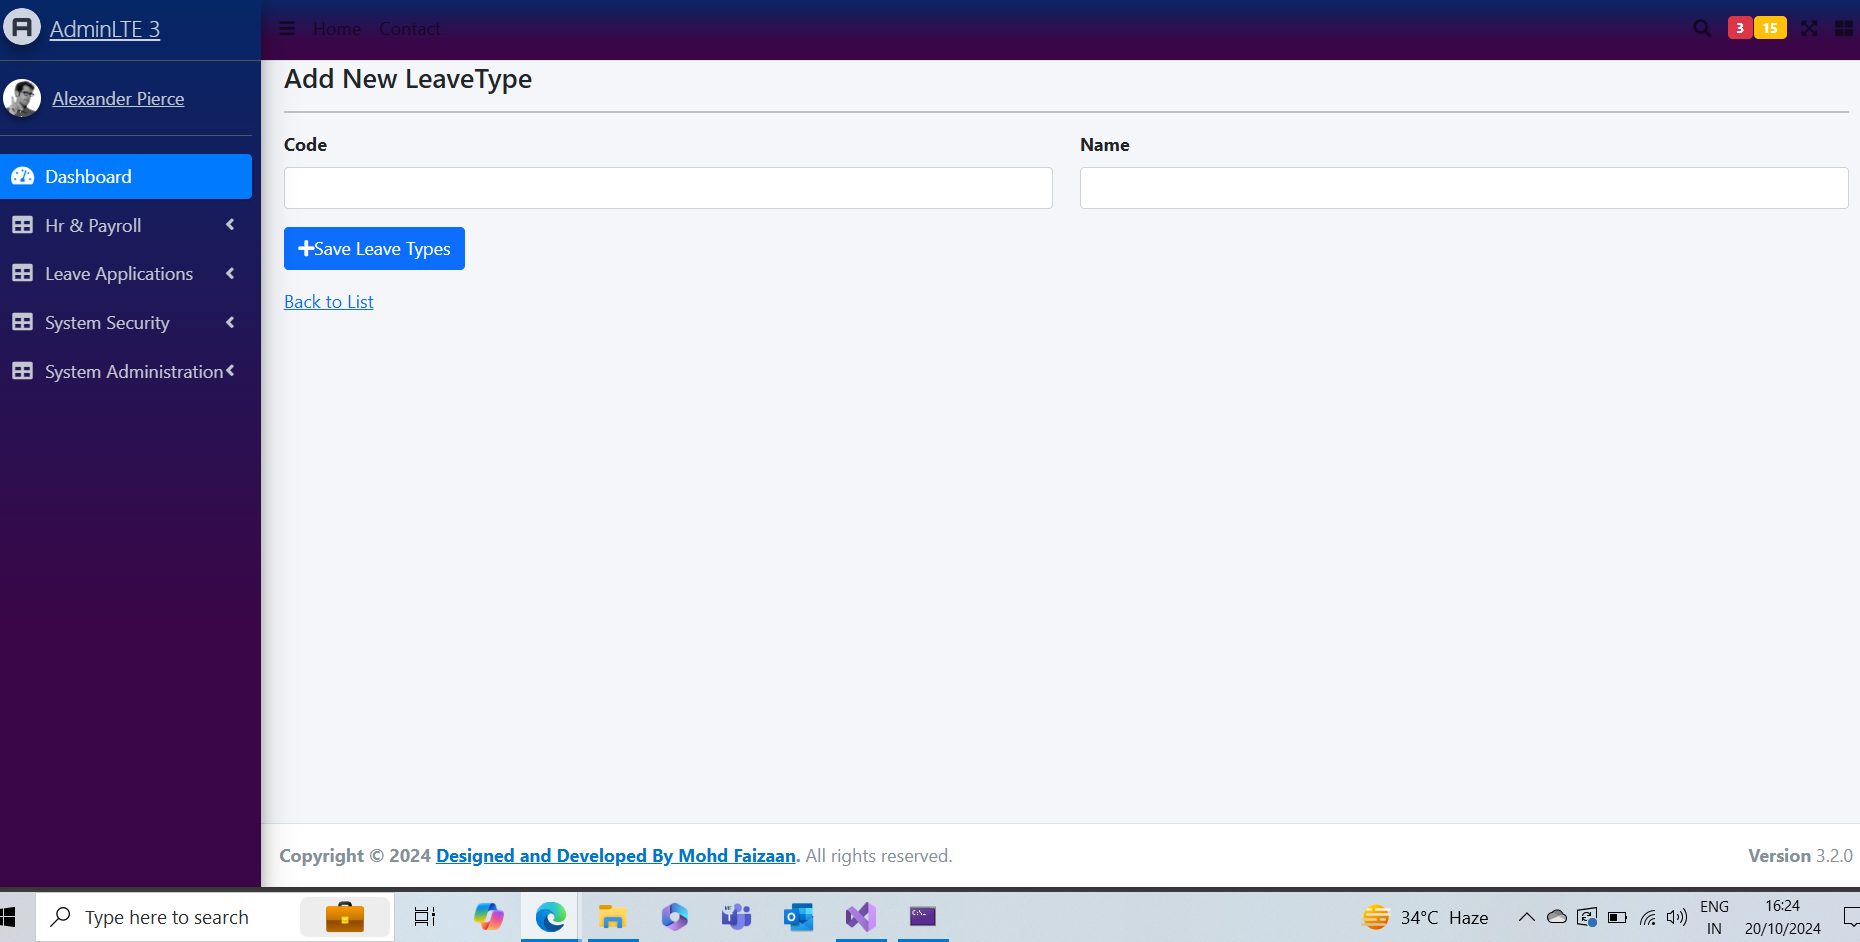 AdminLTE 3
Home Contact
3 15
Alexander Pierce
Dashboard
Hr & Payroll
Leave Applications
System Security
System Administration
Add New LeaveType
Code Name
Save Leave Types
Back to List
Copyright © 2024 Designed and Developed By Mohd Faizaan. All rights reserved. Version 3.2.0
Type here to search
34°C Haze
ENG
IN
16:24
20/10/2024